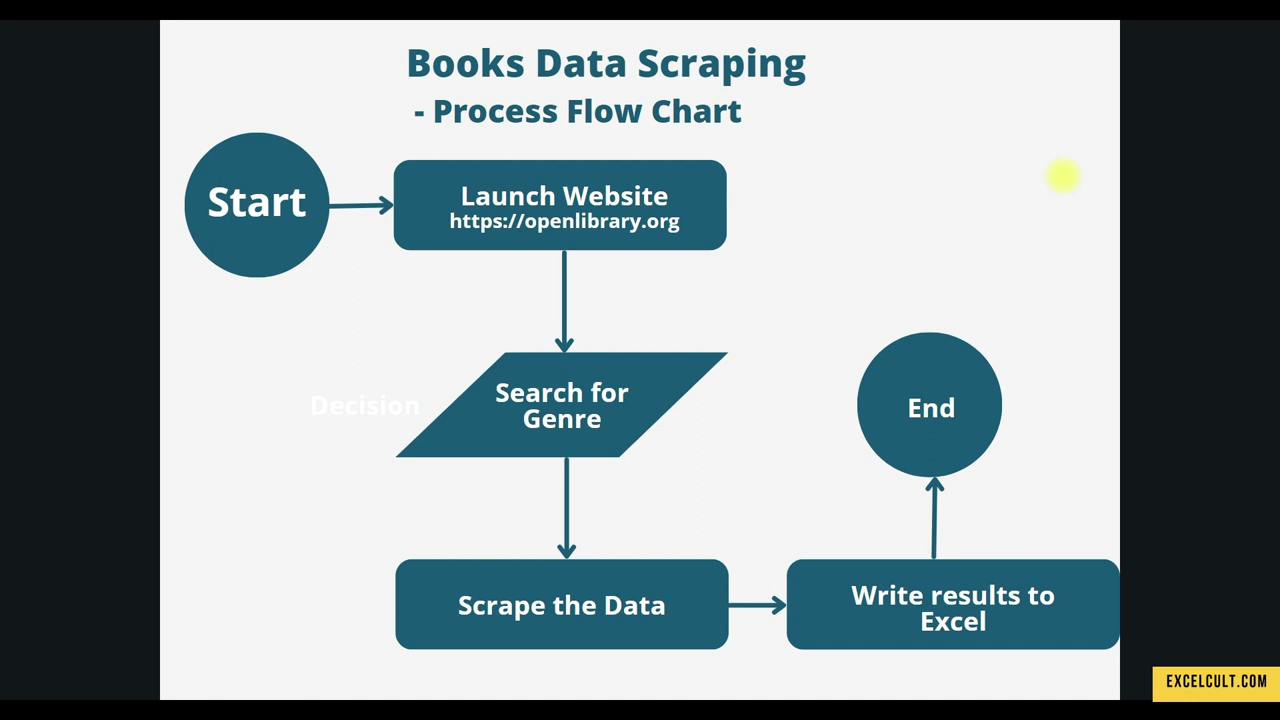 Books Data Scraping
- Process Flow Chart
Start
Launch Website
https://openlibrary.org
Decision
Search for
Genre
End
Scrape the Data
Write results to
Excel
EXCELCULT.COM